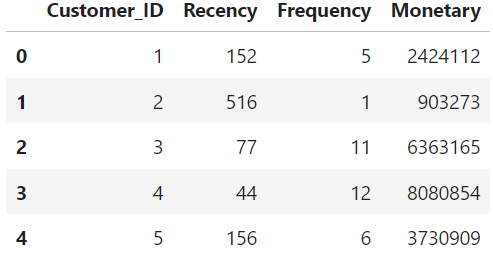 Customer_ID Recency Frequency Monetary
0 1 152 5 2424112
1 2 516 1 903273
2 3 77 11 6363165
3 4 44 12 8080854
4 5 156 6 3730909